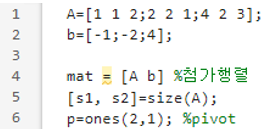 1 A=[1 1 2;2 2 1;4 2 3];
2 b=[-1;-2;4];
3
4 mat = [A b] %첨가행렬
5 [s1, s2]=size(A);
6 p=ones(2,1); %pivot